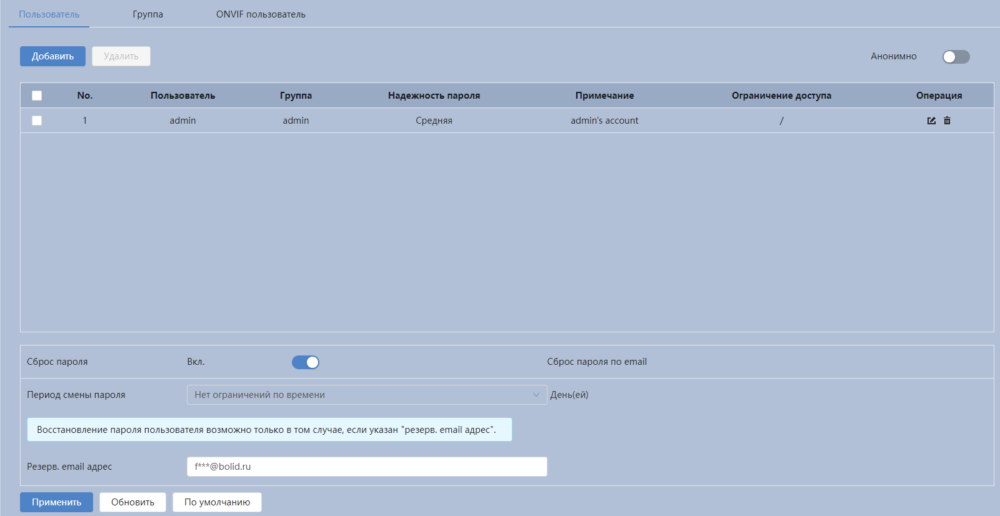 Пользователь Группа ONVIF пользователь
Добавить Удалить Анонимно
No. Пользователь Группа Надежность пароля Примечание Ограничение доступа Операция
1 admin admin Средняя admin's account /
Сброс пароля Вкл. Сброс пароля по email
Период смены пароля Нет ограничений по времени День(ей)
Восстановление пароля пользователя возможно только в том случае, если указан "резерв. email адрес".
Резерв. email адрес f***@bolid.ru
Применить Обновить По умолчанию